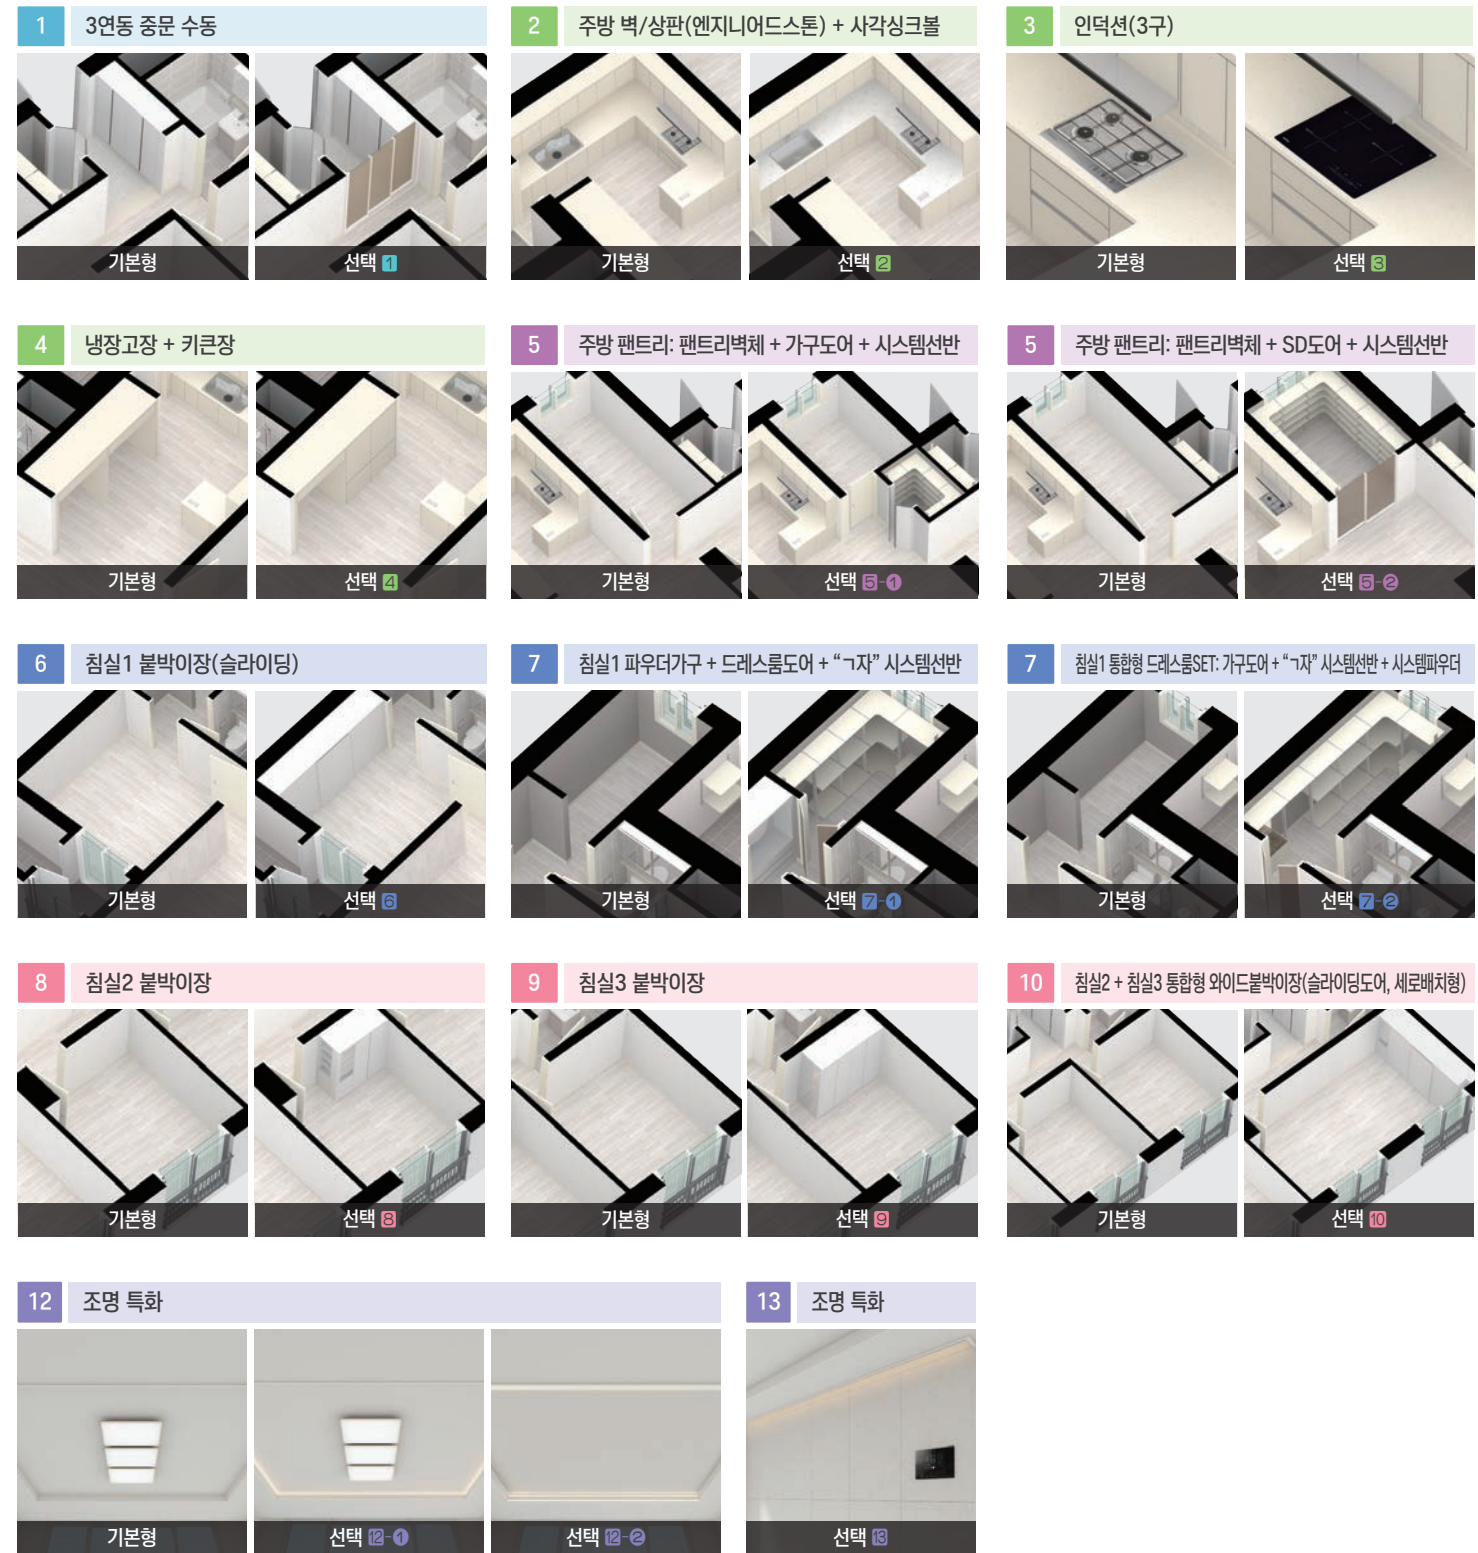 1 3연동 중문 수동
2 주방 벽/상판(엔지니어드스톤) + 사각싱크볼
3 인덕션(3구)
기본형
선택 1
기본형
선택 2
기본형
선택 3
4 냉장고장 + 키큰장
5 주방 팬트리: 팬트리벽체 + 가구도어 + 시스템선반
5 주방 팬트리: 팬트리벽체 + SD도어 + 시스템선반
기본형
선택 4
기본형
선택 5-1
기본형
선택 5-2
6 침실1 붙박이장(슬라이딩)
7 침실1 파우더가구 + 드레스룸도어 + “ㄱ자” 시스템선반
7 침실1 통합형 드레스룸SET: 가구도어 + “ㄱ자” 시스템선반 + 시스템파우더
기본형
선택 6
기본형
선택 7-1
기본형
선택 7-2
8 침실2 붙박이장
9 침실3 붙박이장
10 침실2 + 침실3 통합형 와이드붙박이장(슬라이딩도어, 세로배치형)
기본형
선택 8
기본형
선택 9
기본형
선택 10
12 조명 특화
13 조명 특화
기본형
선택 12-1
선택 12-2
선택 13